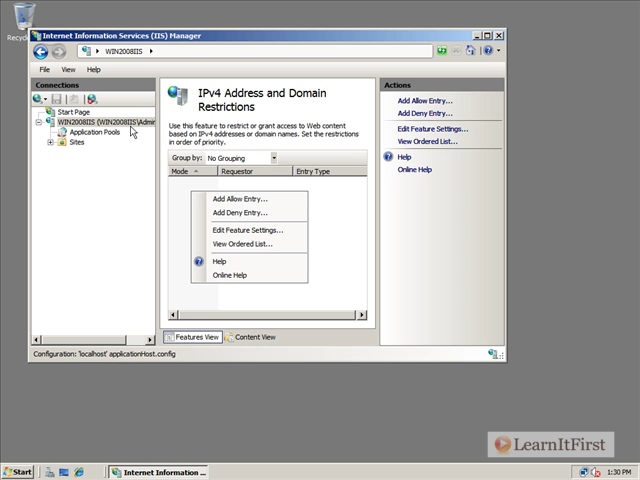 Recycle
Internet Information Services (IIS) Manager
WIN2008IIS
File View Help
Connections
Start Page
WIN2008IIS (WIN2008IIS\Admin
Application Pools
Sites
IPv4 Address and Domain
Restrictions
Use this feature to restrict or grant access to Web content
based on IPv4 addresses or domain names. Set the restrictions
in order of priority.
Group by: No Grouping
Mode Requestor Entry Type
Add Allow Entry...
Add Deny Entry...
Edit Feature Settings...
View Ordered List...
Help
Online Help
Features View Content View
Actions
Add Allow Entry...
Add Deny Entry...
Edit Feature Settings...
View Ordered List...
Help
Online Help
Configuration: 'localhost' applicationHost.config
LearnItFirst
Start Internet Information ... 1:30 PM